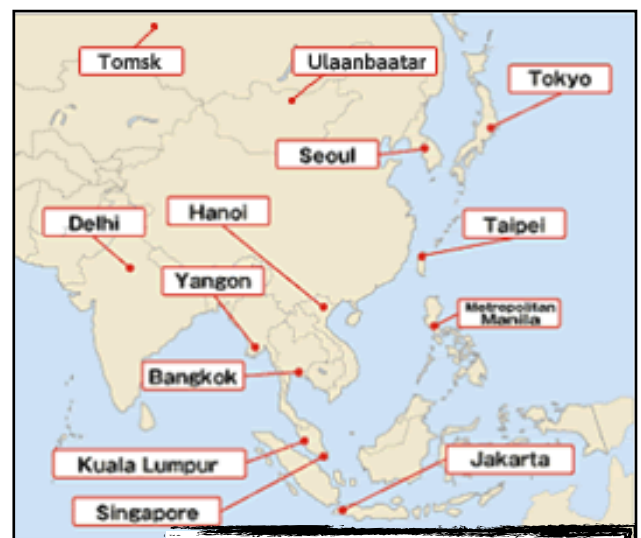 Tomsk
Ulaanbaatar
Tokyo
Seoul
Hanoi
Delhi
Taipei
Yangon
Metropolitan
Manila
Bangkok
Kuala Lumpur
Jakarta
Singapore